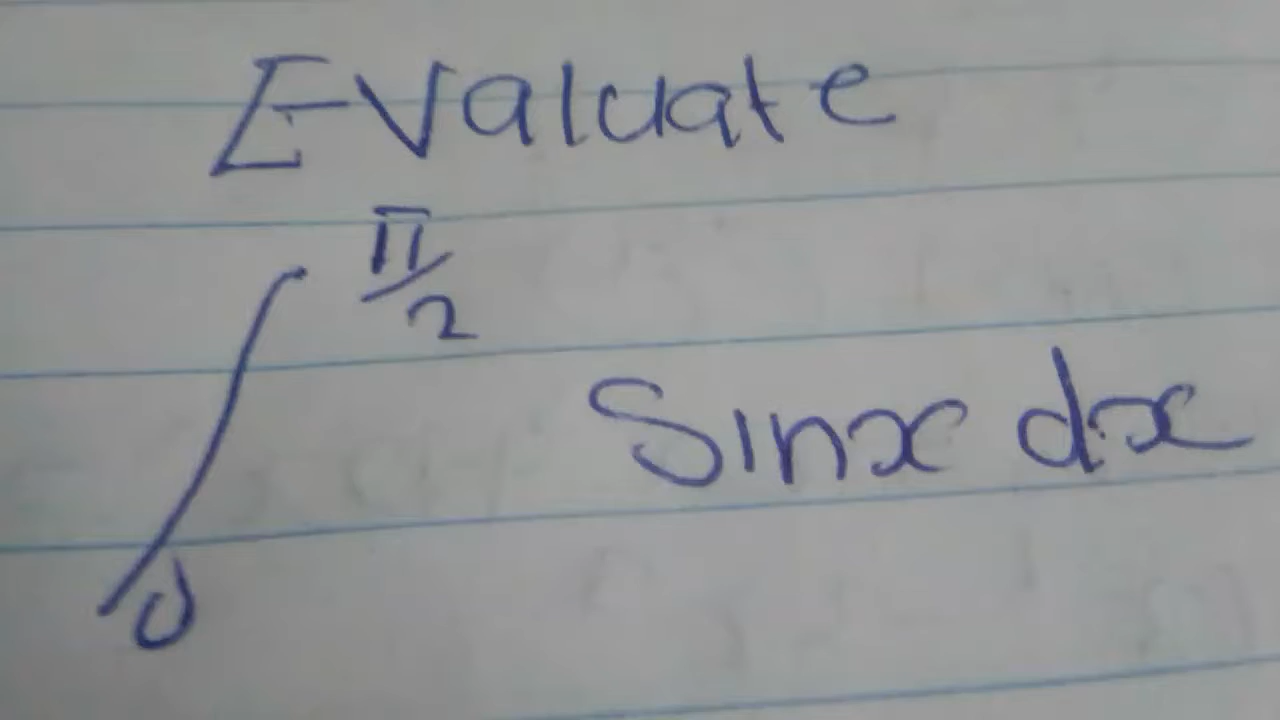 Evaluate
∫₀^π/2 Sinx dx